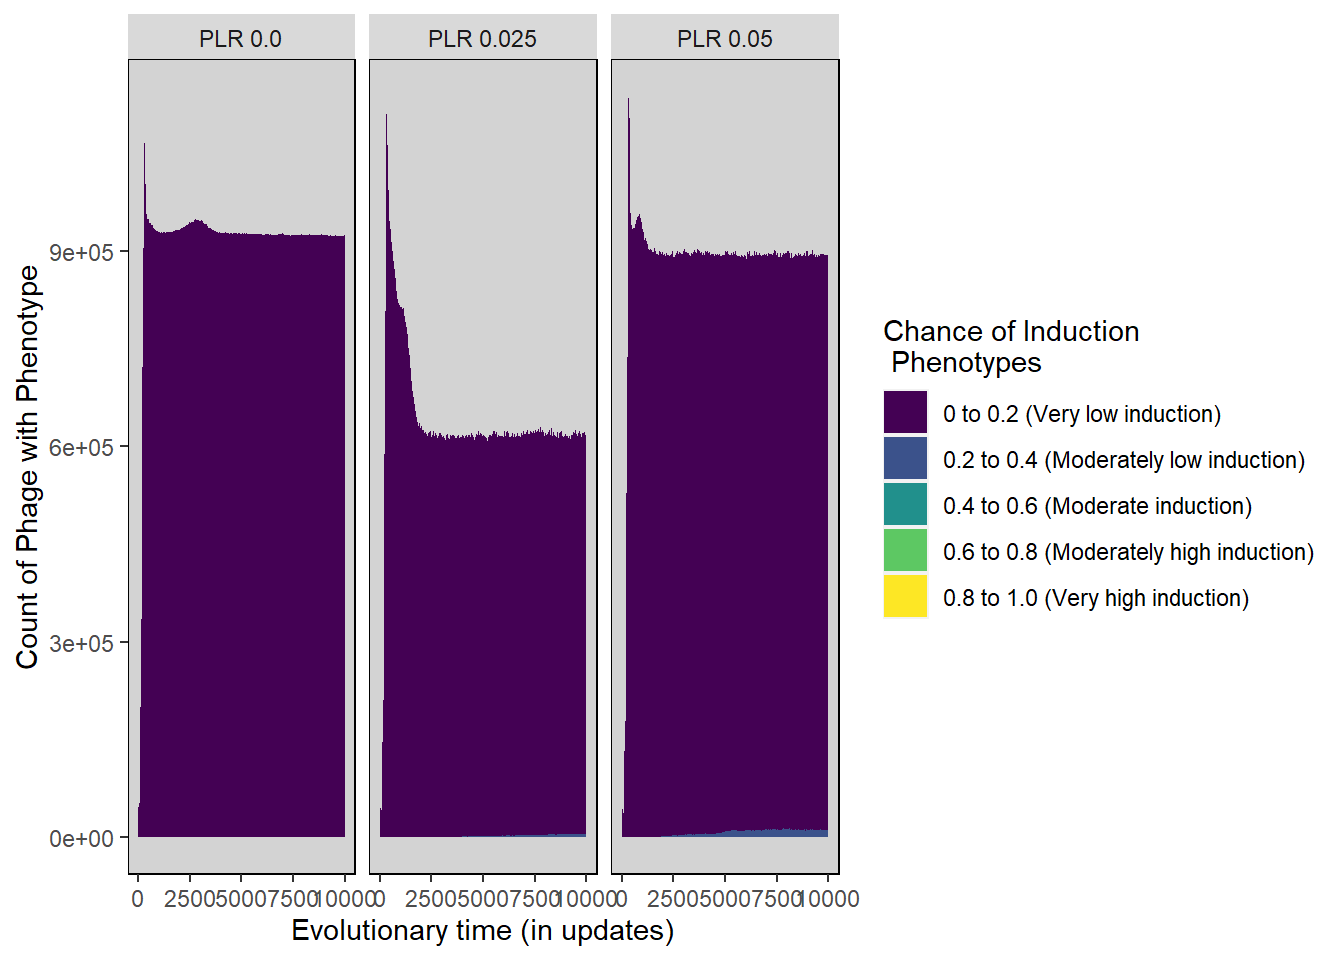 PLR 0.0
PLR 0.025
PLR 0.05
Count of Phage with Phenotype
9e+05
6e+05
3e+05
0e+00
0 2500 5000 7500 10000
0 2500 5000 7500 10000
0 2500 5000 7500 10000
Evolutionary time (in updates)
Chance of Induction
Phenotypes
0 to 0.2 (Very low induction)
0.2 to 0.4 (Moderately low induction)
0.4 to 0.6 (Moderate induction)
0.6 to 0.8 (Moderately high induction)
0.8 to 1.0 (Very high induction)